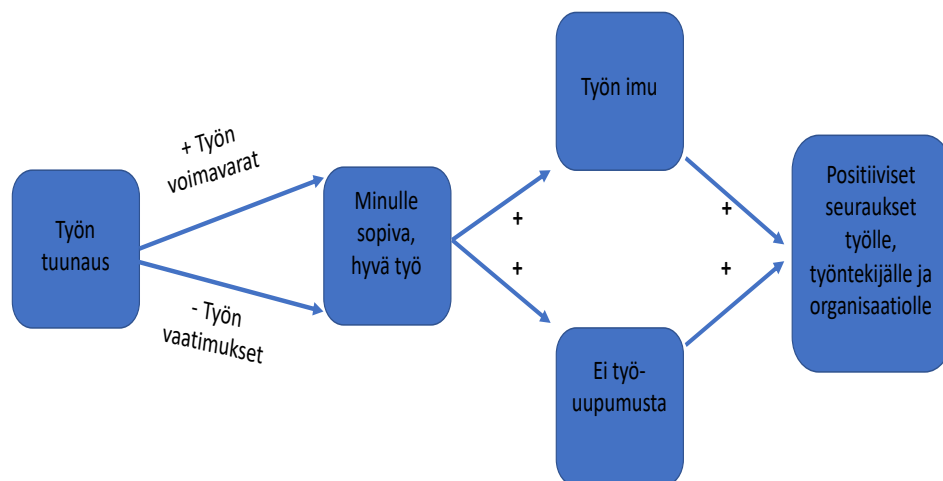 Työn
tuunaus
+ Työn
voimavarat
- Työn
vaatimukset
Minulle
sopiva,
hyvä työ
+
+
Työn imu
Ei työ-
uupumusta
+
+
Positiiviset
seuraukset
työlle,
työntekijälle ja
organisaatiolle